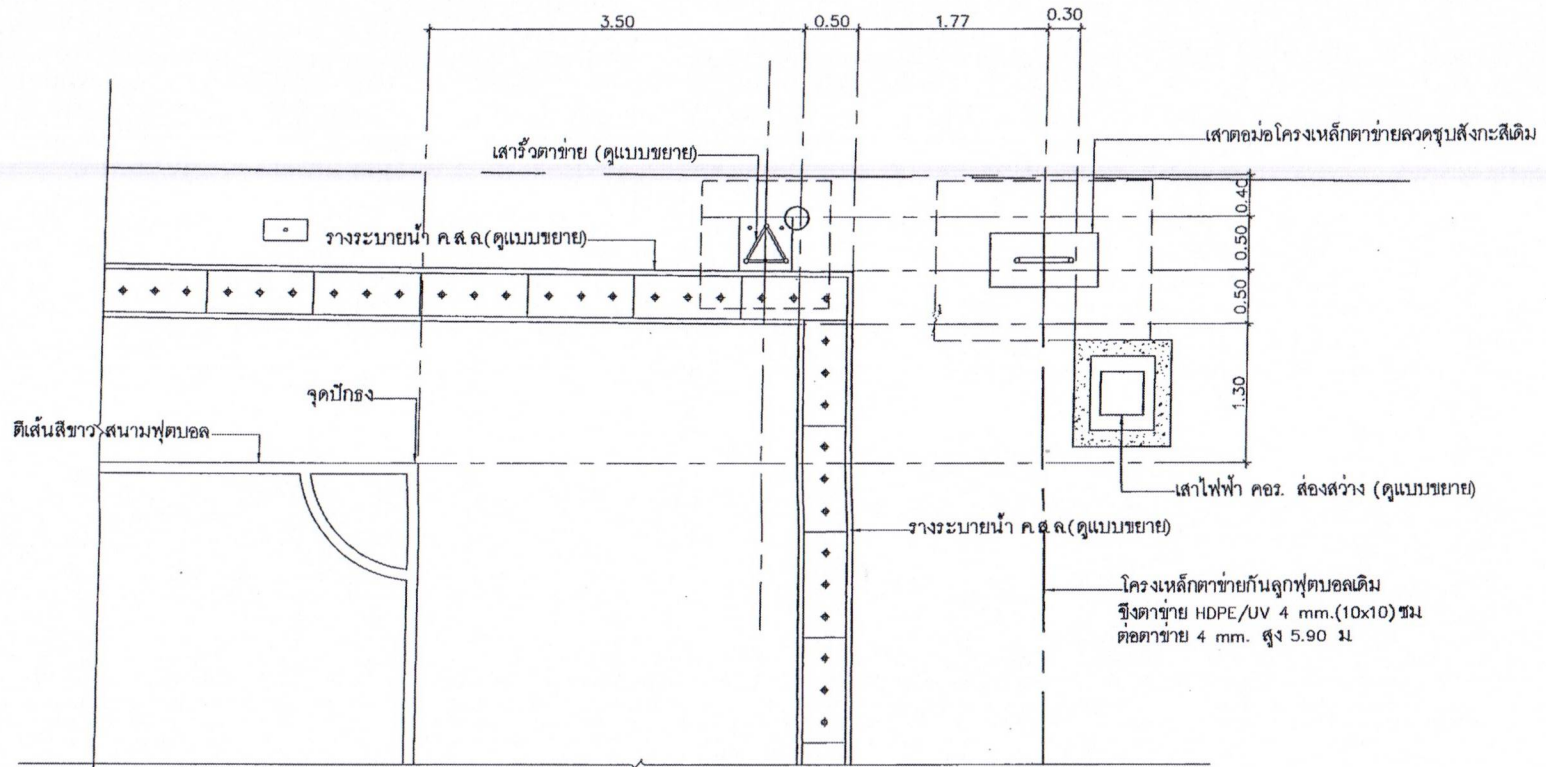 3.50
0.50
1.77
0.30
เสารั้วตาข่าย (ดูแบบขยาย)
เสาตอม่อโครงเหล็กตาข่ายลวดชุบสังกะสีเดิม
0.40
รางระบายน้ำ ค.ส.ล.(ดูแบบขยาย)
0.50
0.50
จุดปักธง
1.30
ตีเส้นสีขาว สนามฟุตบอล
เสาไฟฟ้า คอร. ส่องสว่าง (ดูแบบขยาย)
รางระบายน้ำ ค.ส.ล.(ดูแบบขยาย)
โครงเหล็กตาข่ายกันลูกฟุตบอลเดิม
ขึงตาข่าย HDPE/UV 4 mm.(10x10) ซม.
ต่อตาข่าย 4 mm. สูง 5.90 ม.